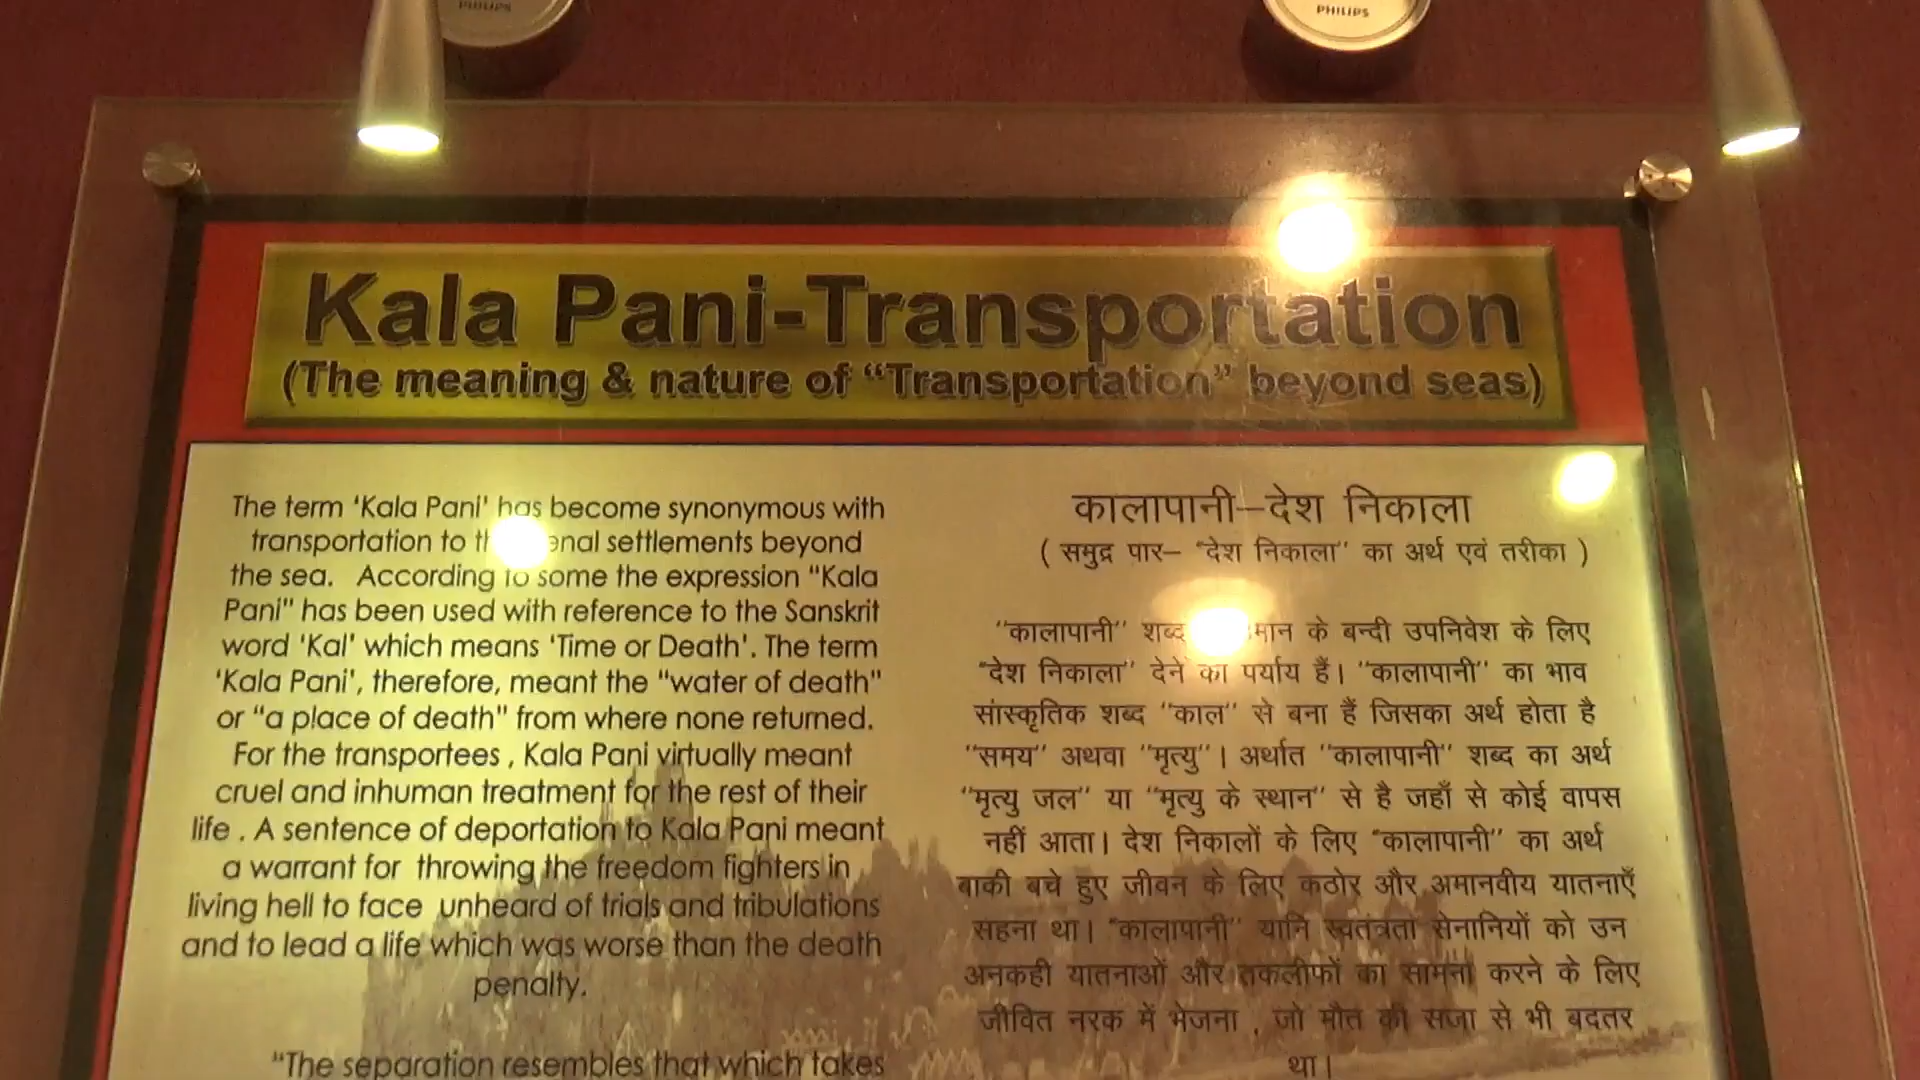 PHILIPS
PHILIPS
Kala Pani-Transportation
(The meaning & nature of “Transportation” beyond seas)
The term ‘Kala Pani’ has become synonymous with
transportation to settlements beyond
the sea. According to some the expression “Kala
Pani” has been used with reference to the Sanskrit
word ‘Kal’ which means ‘Time or Death’. The term
‘Kala Pani’, therefore, meant the “water of death”
or “a place of death” from where none returned.
For the transportees , Kala Pani virtually meant
cruel and inhuman treatment for the rest of their
life . A sentence of deportation to Kala Pani meant
a warrant for throwing the freedom fighters in
living hell to face unheard of trials and tribulations
and to lead a life which was worse than the death
penalty.
“The separation resembles that which takes
कालापानी–देश निकाला
( समुद्र पार– “देश निकाला” का अर्थ एवं तरीका )
“कालापानी” शब्द के बन्दी उपनिवेश के लिए
“देश निकाला” देने का पर्याय हैं। “कालापानी” का भाव
सांस्कृतिक शब्द “काल” से बना हैं जिसका अर्थ होता है
“समय” अथवा “मृत्यु”। अर्थात “कालापानी” शब्द का अर्थ
“मृत्यु जल” या “मृत्यु के स्थान” से है जहाँ से कोई वापस
नहीं आता। देश निकालों के लिए “कालापानी” का अर्थ
बाकी बचे हुए जीवन के लिए कठोर और अमानवीय यातनाएँ
सहना था। “कालापानी” यानि स्वतंत्रता सेनानियों को उन
अनकही यातनाओं और तकलीफों का सामना करने के लिए
जीवित नरक में भेजना , जो मौत की सजा से भी बदतर
था।